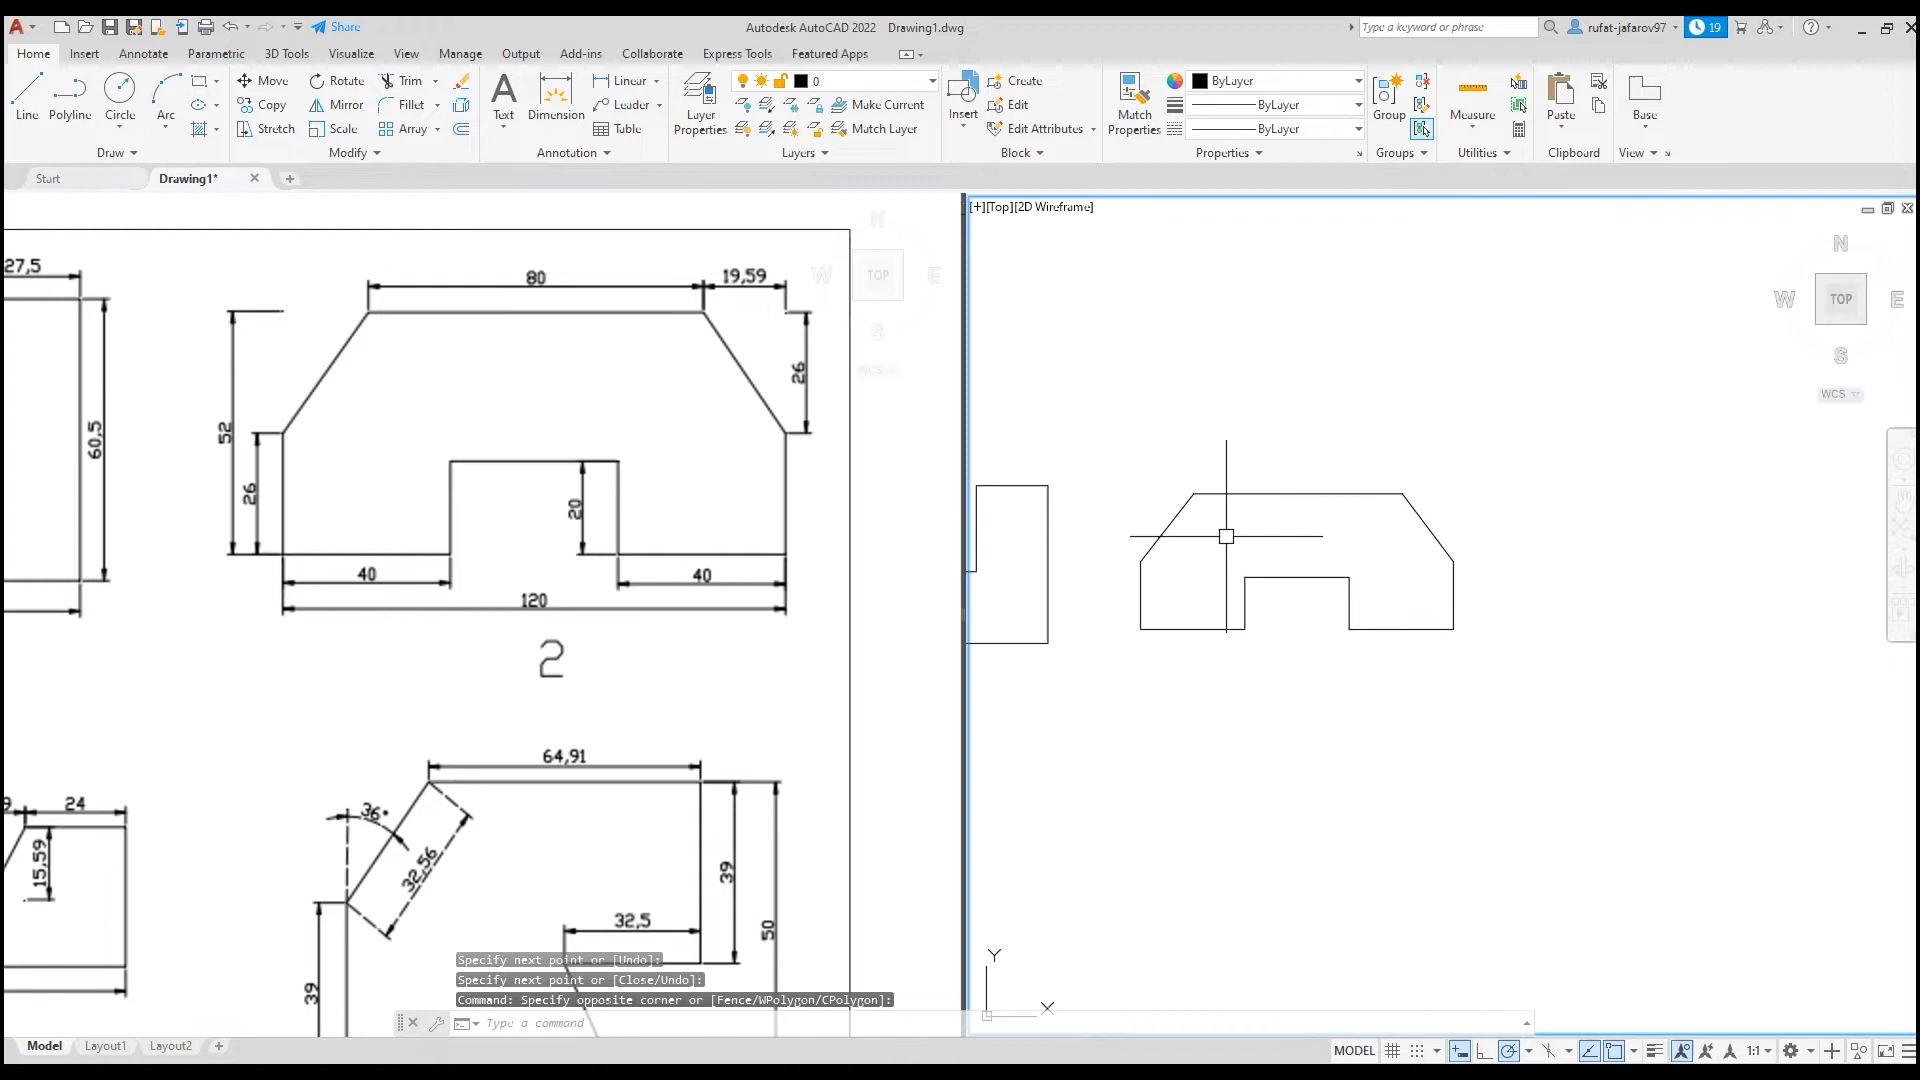 Share
Autodesk AutoCAD 2022 Drawing1.dwg
Type a keyword or phrase
rufat-jafarov97
19
Home Insert Annotate Parametric 3D Tools Visualize View Manage Output Add-ins Collaborate Express Tools Featured Apps
Line Polyline Circle Arc
Draw
Move Rotate Trim
Copy Mirror Fillet
Stretch Scale Array
Modify
Text Dimension
Linear
Leader
Table
Annotation
Layer Properties
0
Make Current
Match Layer
Layers
Insert
Create
Edit
Edit Attributes
Block
Match Properties
ByLayer
ByLayer
ByLayer
Properties
Group
Groups
Measure
Utilities
Paste
Clipboard
Base
View
Start Drawing1*
[+][Top][2D Wireframe]
N
W TOP E
S
WCS
N
W TOP E
S
WCS
27,5
60,5
80
19,59
26
52
26
20
40
40
120
2
64,91
36°
32,56
39
32,5
50
39
9
24
15,59
Y
X
Specify next point or [Undo]:
Specify next point or [Close/Undo]:
Command: Specify opposite corner or [Fence/WPolygon/CPolygon]:
Type a command
Model Layout1 Layout2
MODEL
1:1